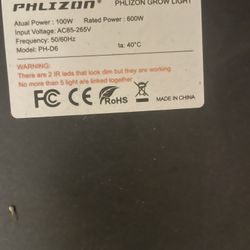 PHLIZON® PHLIZON GROW LIGHT
Atual Power : 100W Rated Power : 600W
Input Voltage: AC85-265V
Frequency: 50/60Hz
Model: PH-D6 ta: 40°C
WARNING:
There are 2 IR leds that look dim but they are working
No more than 5 light are linked together
FC CE RoHS
MADE IN CHINA